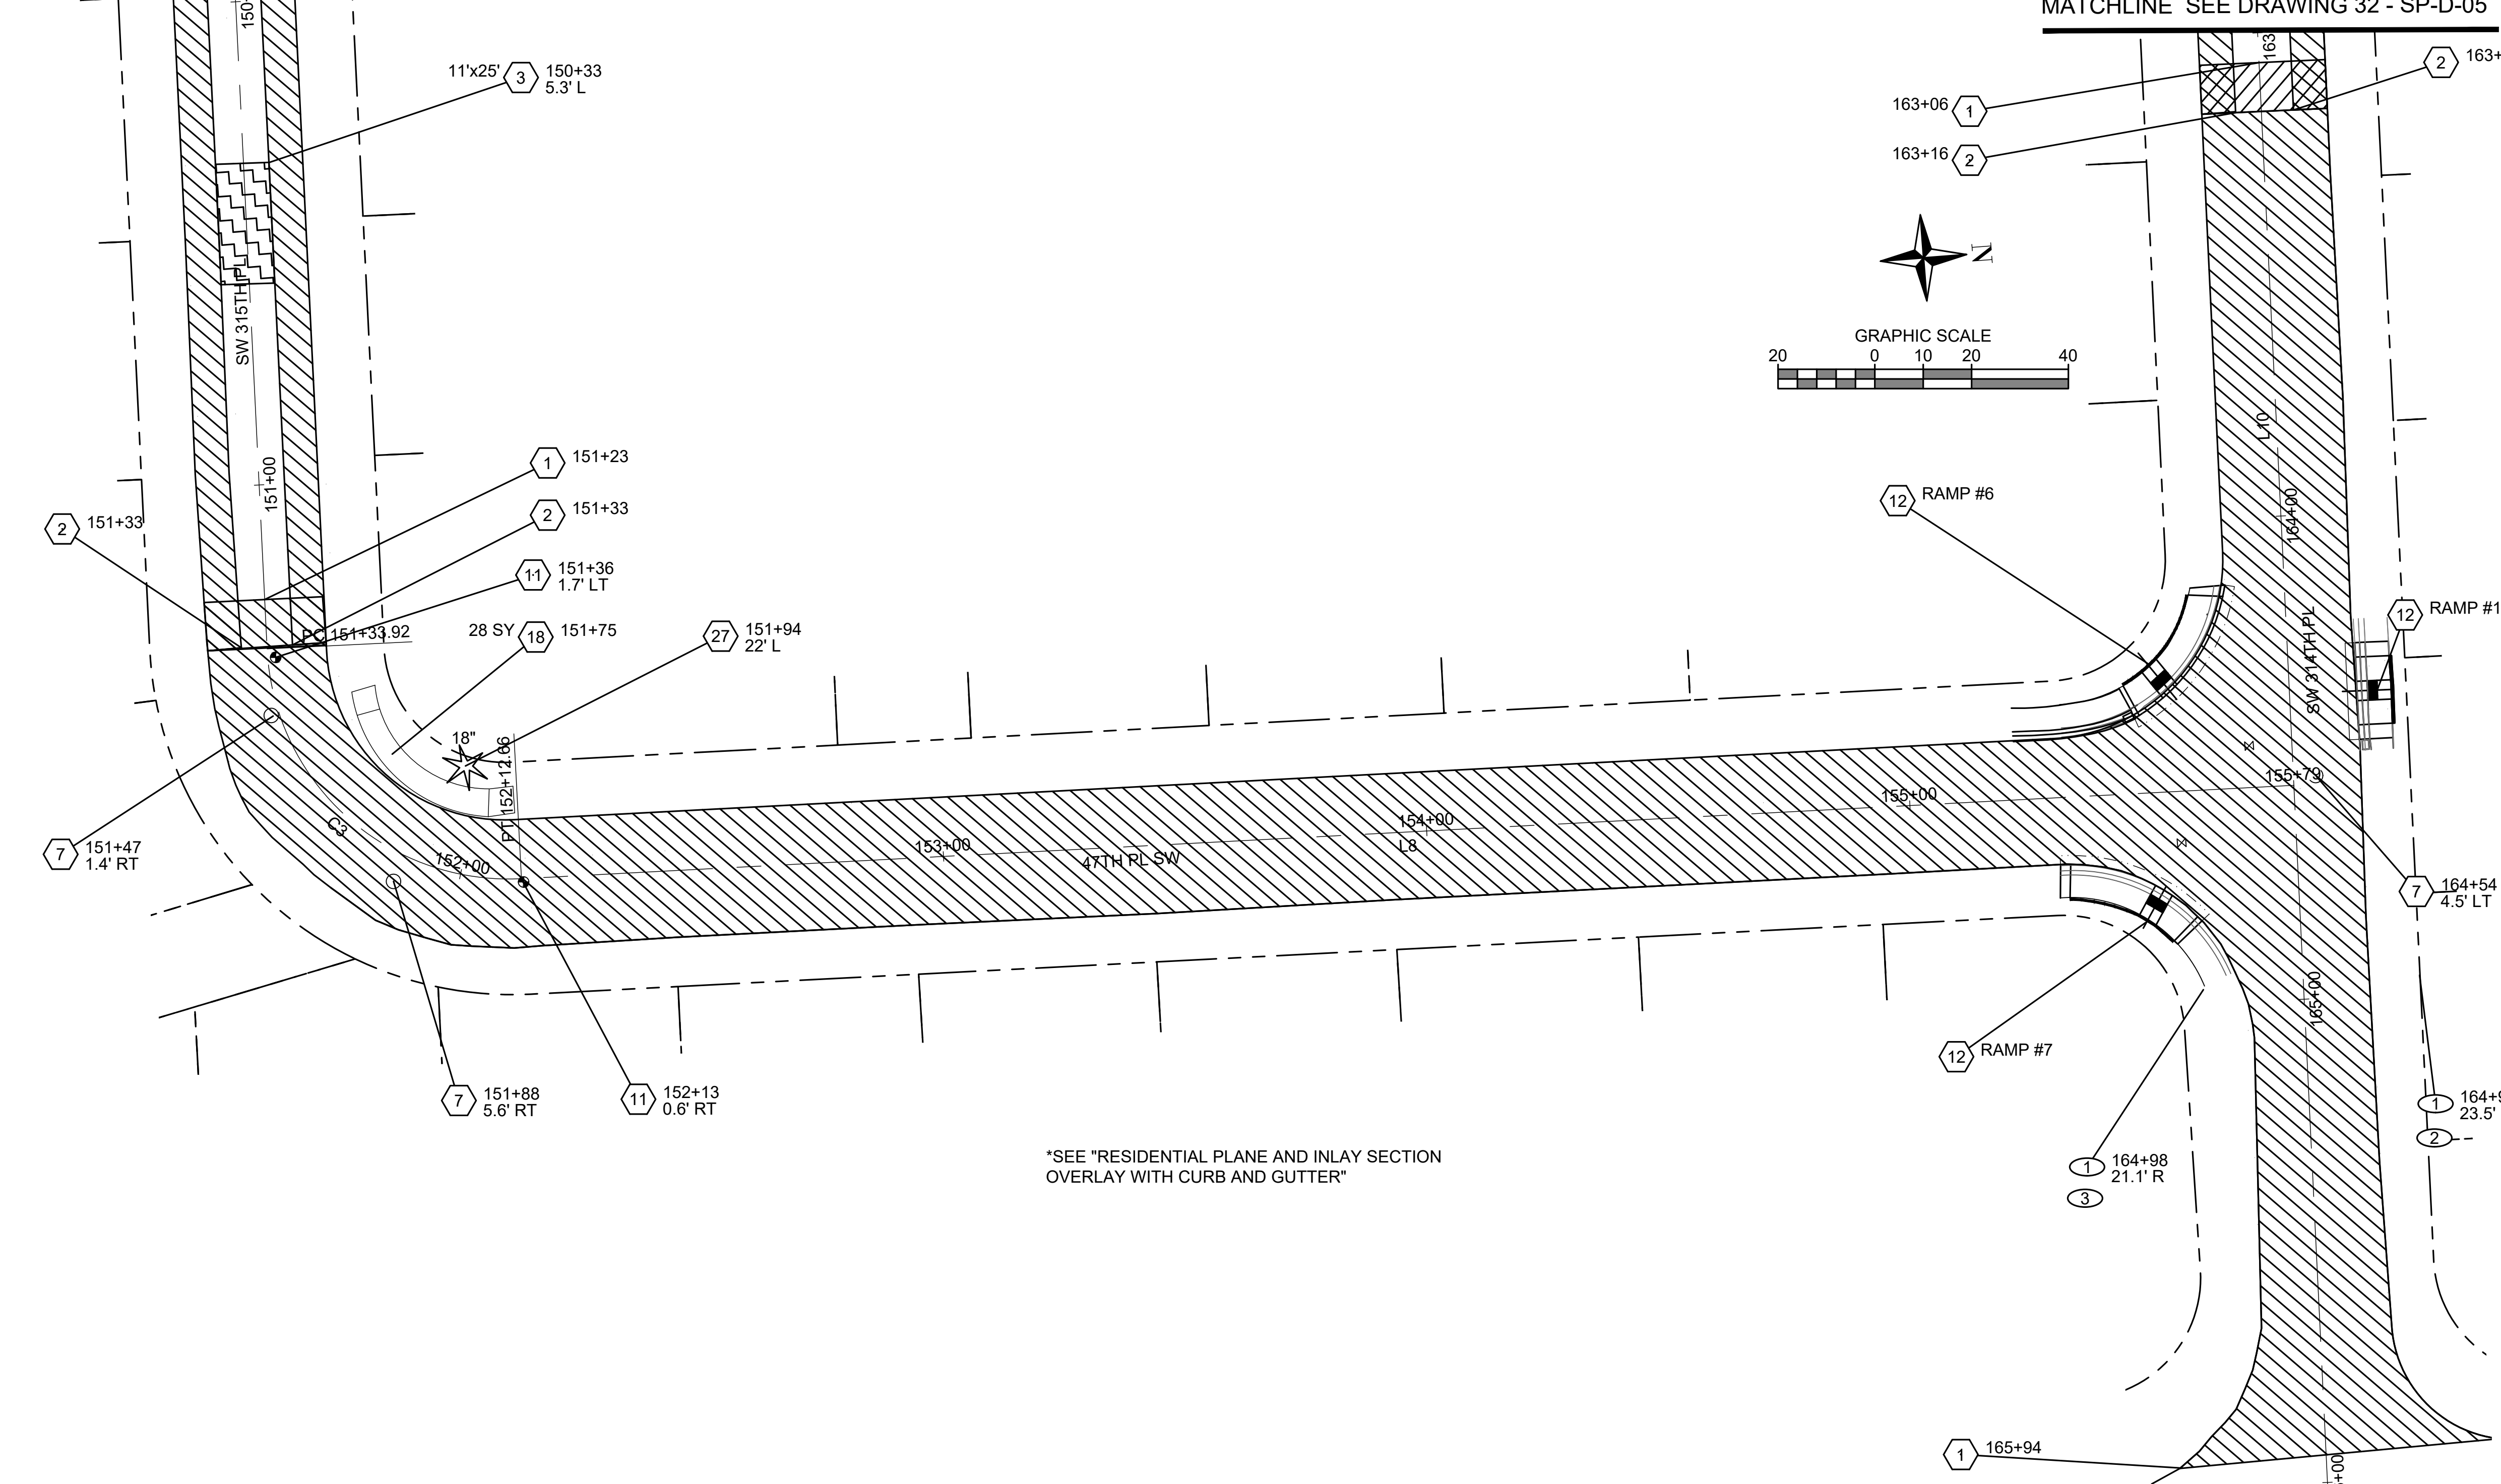 MATCHLINE SEE DRAWING 32 - SP-D-05
150+
11'x25' 3 150+33
5.3' L
163
2 163+
163+06 1
163+16 2
N
GRAPHIC SCALE
20 0 10 20 40
SW 315TH PL
151+00
1 151+23
2 151+33
2 151+33
11 151+36
1.7' LT
PC 151+33.92
28 SY 18 151+75
27 151+94
22' L
18"
PT 152+12.66
L10
164+00
12 RAMP #6
12 RAMP #1
SW 314TH PL
155+79
155+00
154+00
L8
153+00
47TH PL SW
152+00
C3
7 151+47
1.4' RT
7 164+54
4.5' LT
165+00
7 151+88
5.6' RT
11 152+13
0.6' RT
12 RAMP #7
1 164+9
23.5'
2
*SEE "RESIDENTIAL PLANE AND INLAY SECTION
OVERLAY WITH CURB AND GUTTER"
1 164+98
21.1' R
3
1 165+94
+00